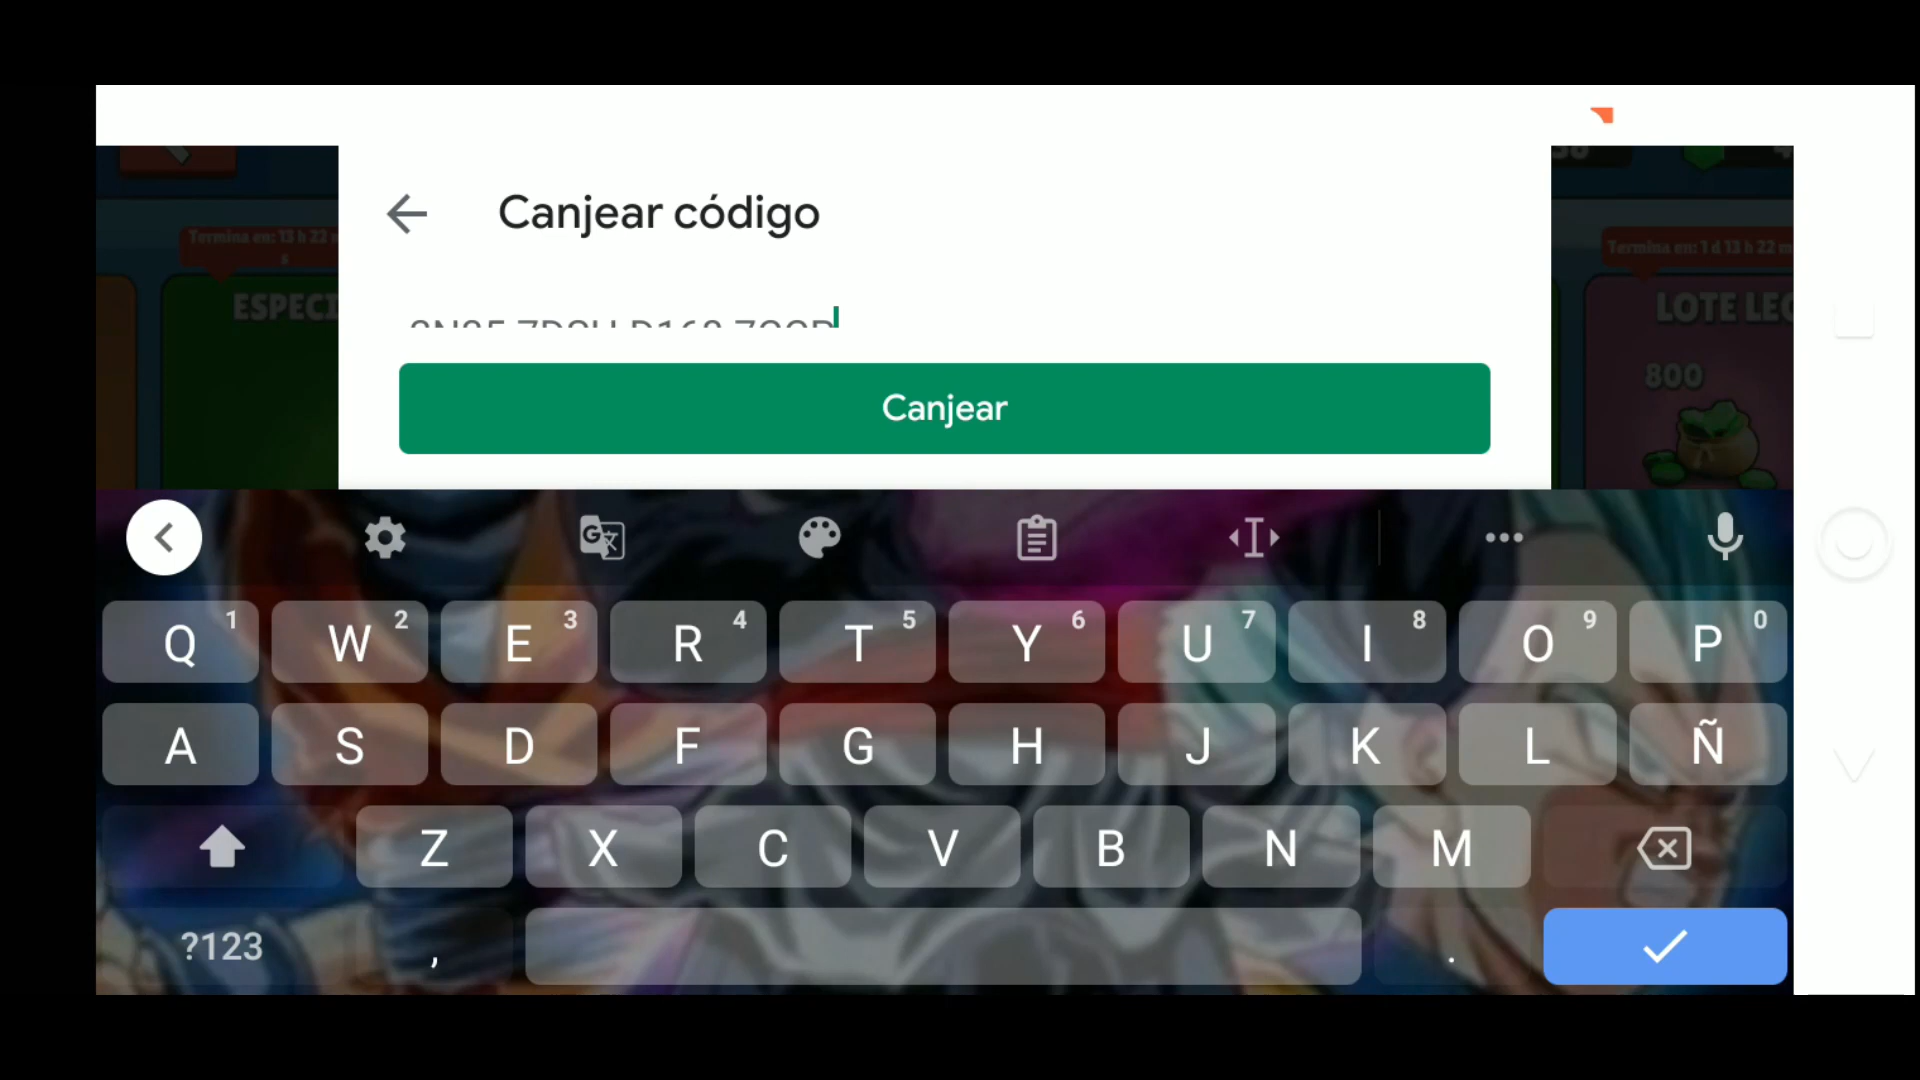 Canjear código
Termina en: 13 h 22
s
Termina en: 1 d 13 h 22
ESPECI
LOTE LEG
800
Canjear
Q 1 W 2 E 3 R 4 T 5 Y 6 U 7 I 8 O 9 P 0
A S D F G H J K L Ñ
Z X C V B N M
?123 , .